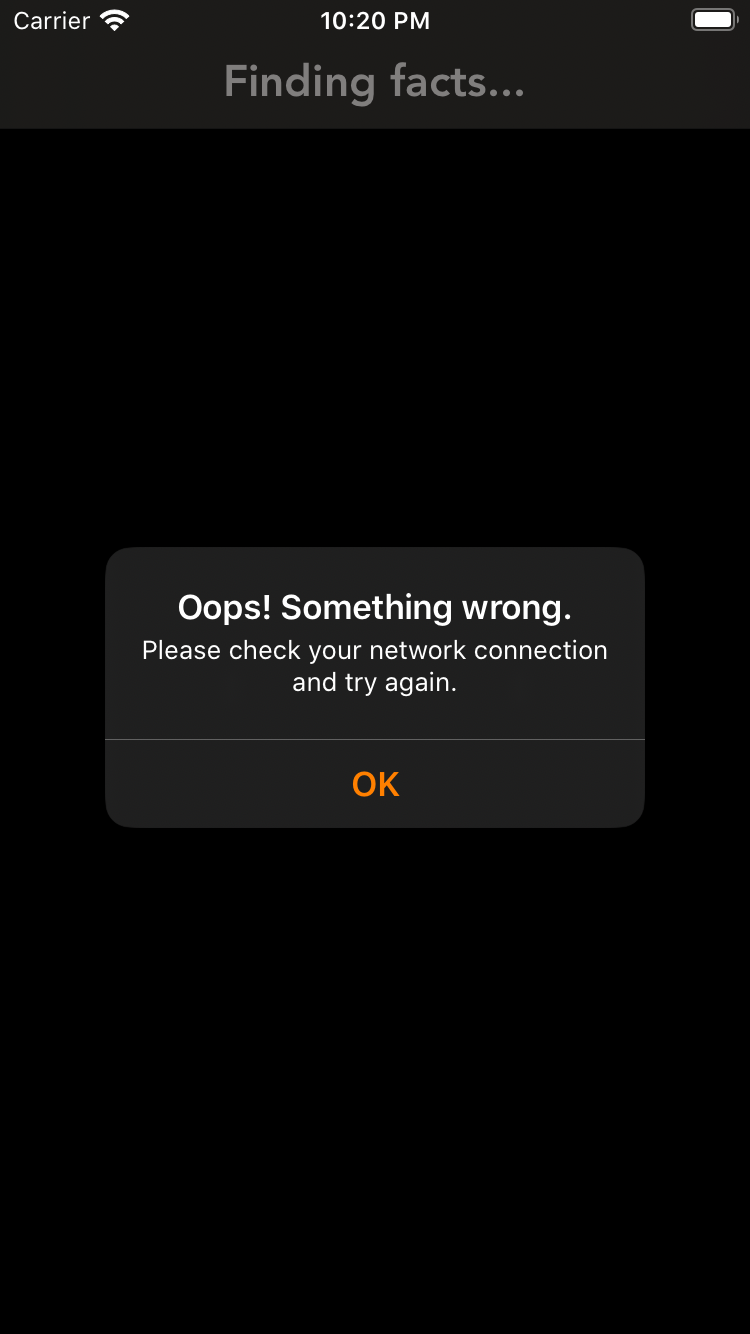 Carrier 10:20 PM
Finding facts...
Oops! Something wrong.
Please check your network connection
and try again.
OK